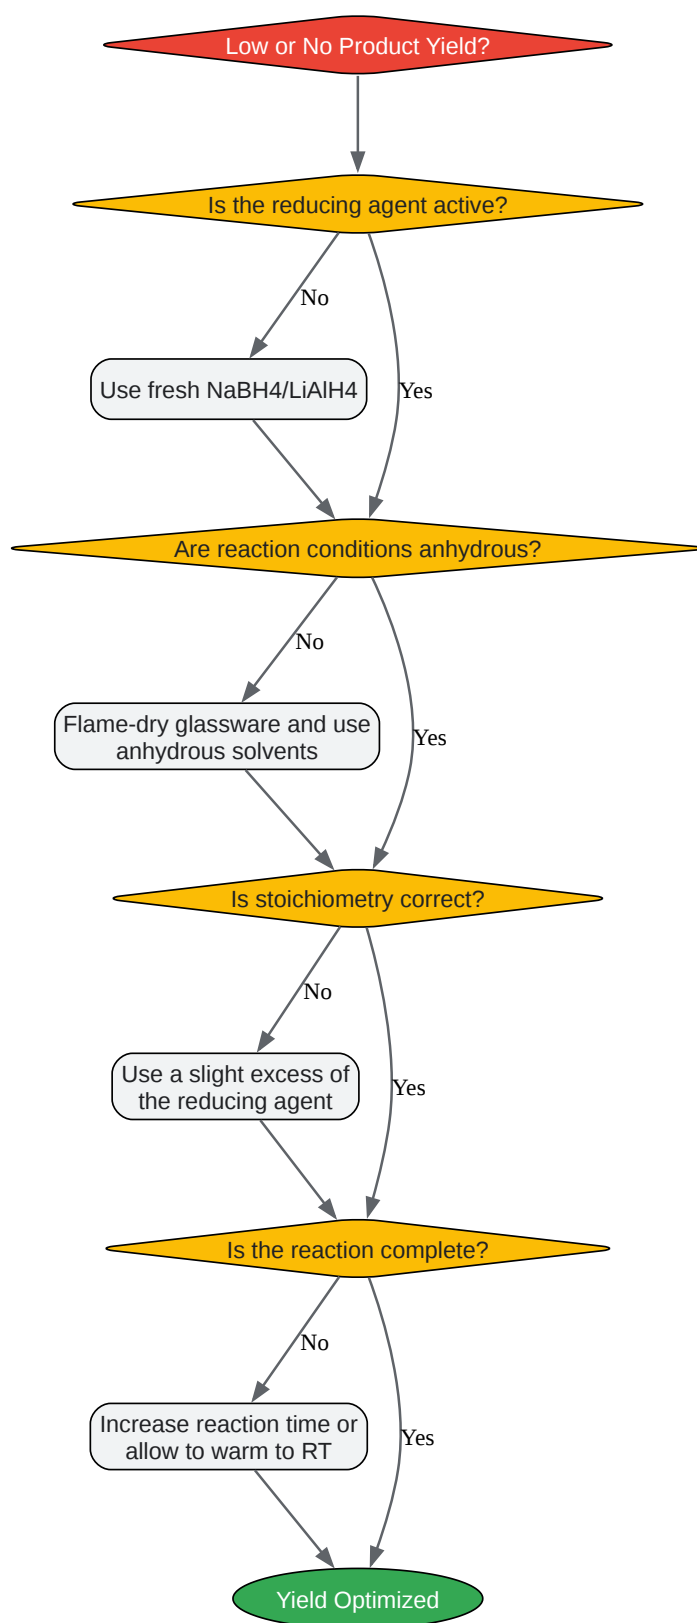 Low or No Product Yield?
Is the reducing agent active?
No
Use fresh NaBH4/LiAlH4
Yes
Are reaction conditions anhydrous?
No
Flame-dry glassware and use
anhydrous solvents
Yes
Is stoichiometry correct?
No
Use a slight excess of
the reducing agent
Yes
Is the reaction complete?
No
Increase reaction time or
allow to warm to RT
Yes
Yield Optimized